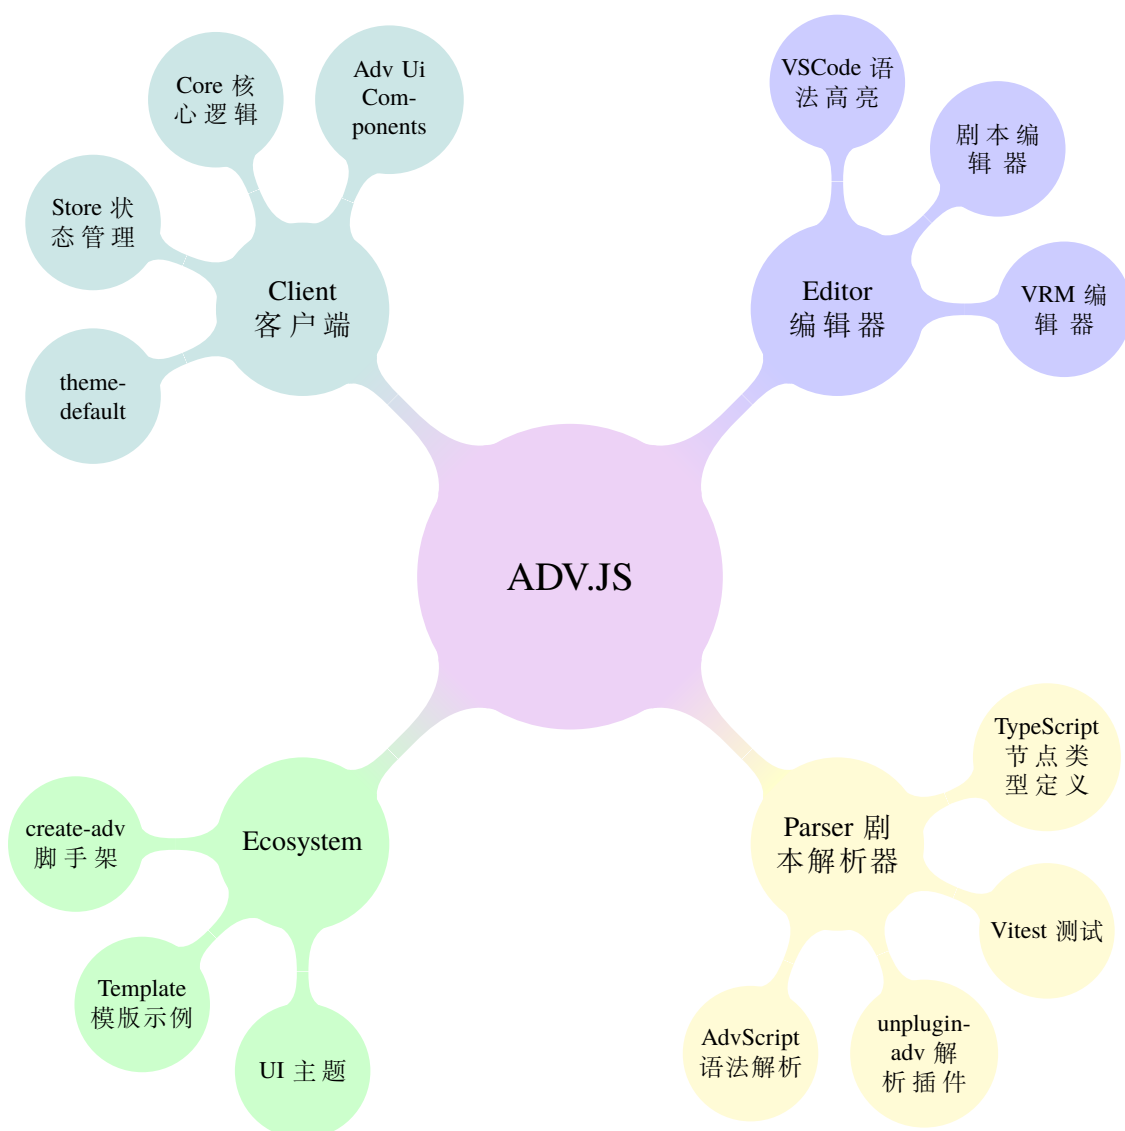 Adv Ui
Com-
ponents
Core 核
心逻辑
Store 状
态管理
theme-
default
Client
客户端
VSCode 语
法高亮
剧本编
辑器
VRM 编
辑器
Editor
编辑器
ADV.JS
Ecosystem
create-adv
脚手架
Template
模版示例
UI 主题
Parser 剧
本解析器
TypeScript
节点类
型定义
Vitest 测试
unplugin-
adv 解
析插件
AdvScript
语法解析